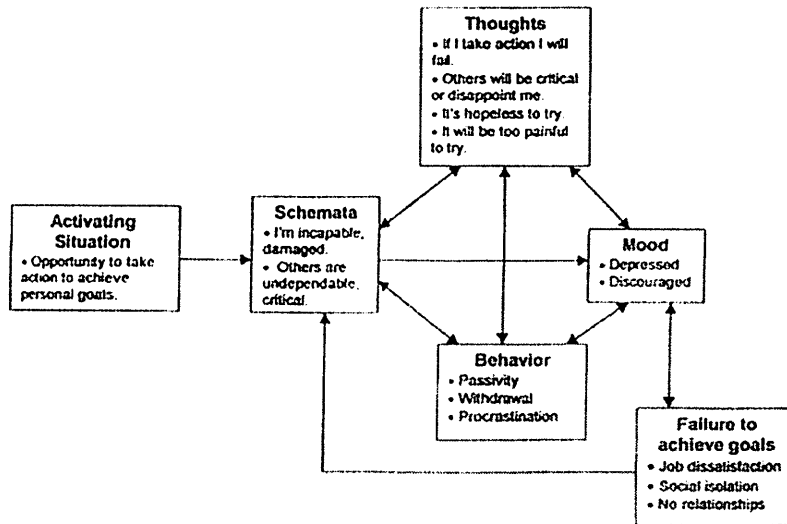 Thoughts
• If I take action I will
fail.
• Others will be critical
or disappoint me.
• It's hopeless to try.
• It will be too painful
to try.
Activating
Situation
• Opportunity to take
action to achieve
personal goals.
Schemata
• I'm incapable,
damaged.
• Others are
undependable,
critical.
Mood
• Depressed
• Discouraged
Behavior
• Passivity
• Withdrawal
• Procrastination
Failure to
achieve goals
• Job dissatisfaction
• Social isolation
• No relationships